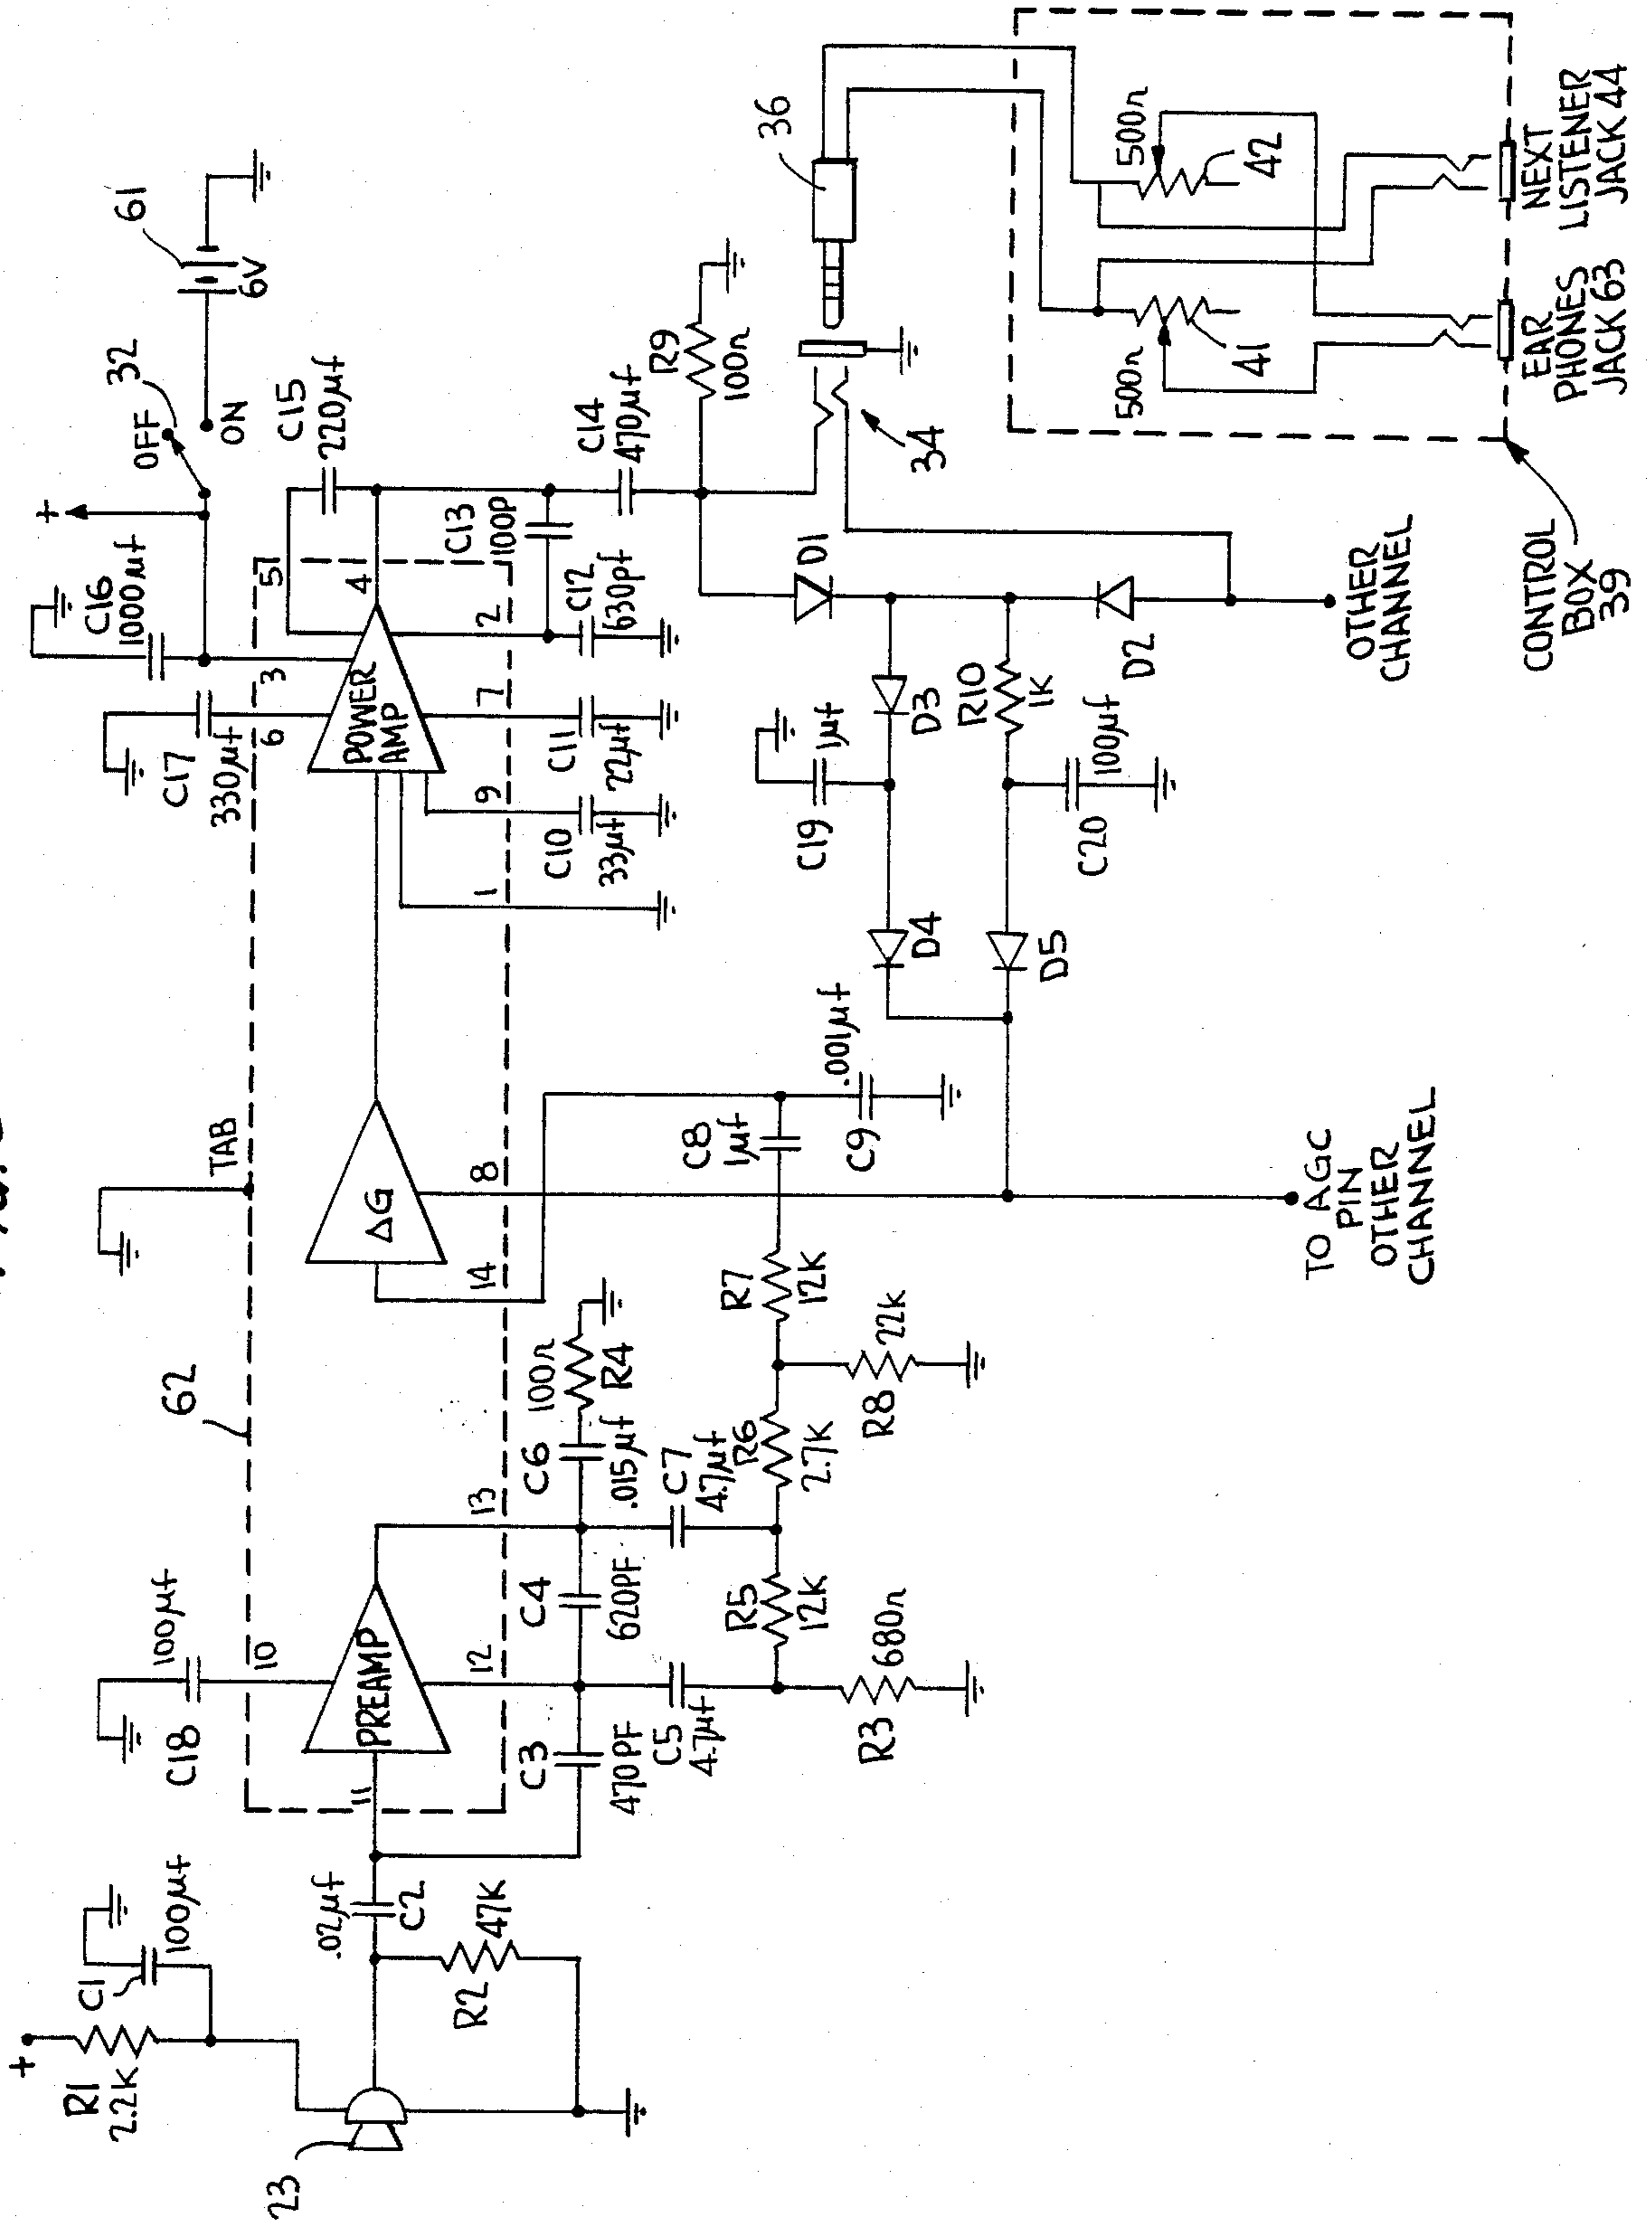 +
R1
2.2K
C1
100µf
23
R2
47K
.02µf
C2
C18
100µf
62
TAB
10
11
PREAMP
12
13
C3
470PF
C4
620PF
C6
.015µf
100Ω
R4
C5
4.7µf
C7
4.7µf
R5
12K
R6
2.7K
R7
12K
R3
680Ω
R8
22K
C8
1µf
C9
.001µf
14
ΔG
8
TO AGC
PIN
OTHER
CHANNEL
C17
330µf
C16
1000µf
+
OFF
32
ON
61
6V
6
3
5
4
POWER
AMP
1
9
7
2
C10
33µf
C11
22µf
C12
630pf
C13
100P
C15
220µf
C14
470µf
R9
100Ω
D1
D2
D3
D4
D5
C19
1µf
R10
1K
C20
100µf
OTHER
CHANNEL
34
36
500Ω
41
500Ω
42
CONTROL
BOX
39
EAR
PHONES
JACK 63
NEXT
LISTENER
JACK 44